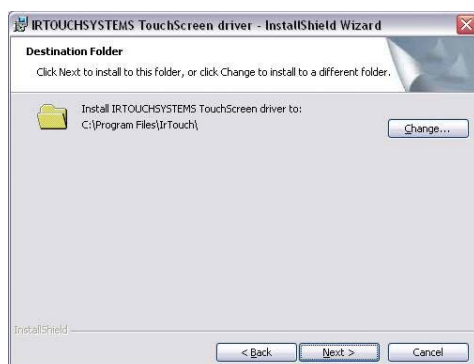 IRTOUCHSYSTEMS TouchScreen driver - InstallShield Wizard
Destination Folder
Click Next to install to this folder, or click Change to install to a different folder.
Install IRTOUCHSYSTEMS TouchScreen driver to:
C:\Program Files\IrTouch\
Change...
InstallShield
< Back
Next >
Cancel